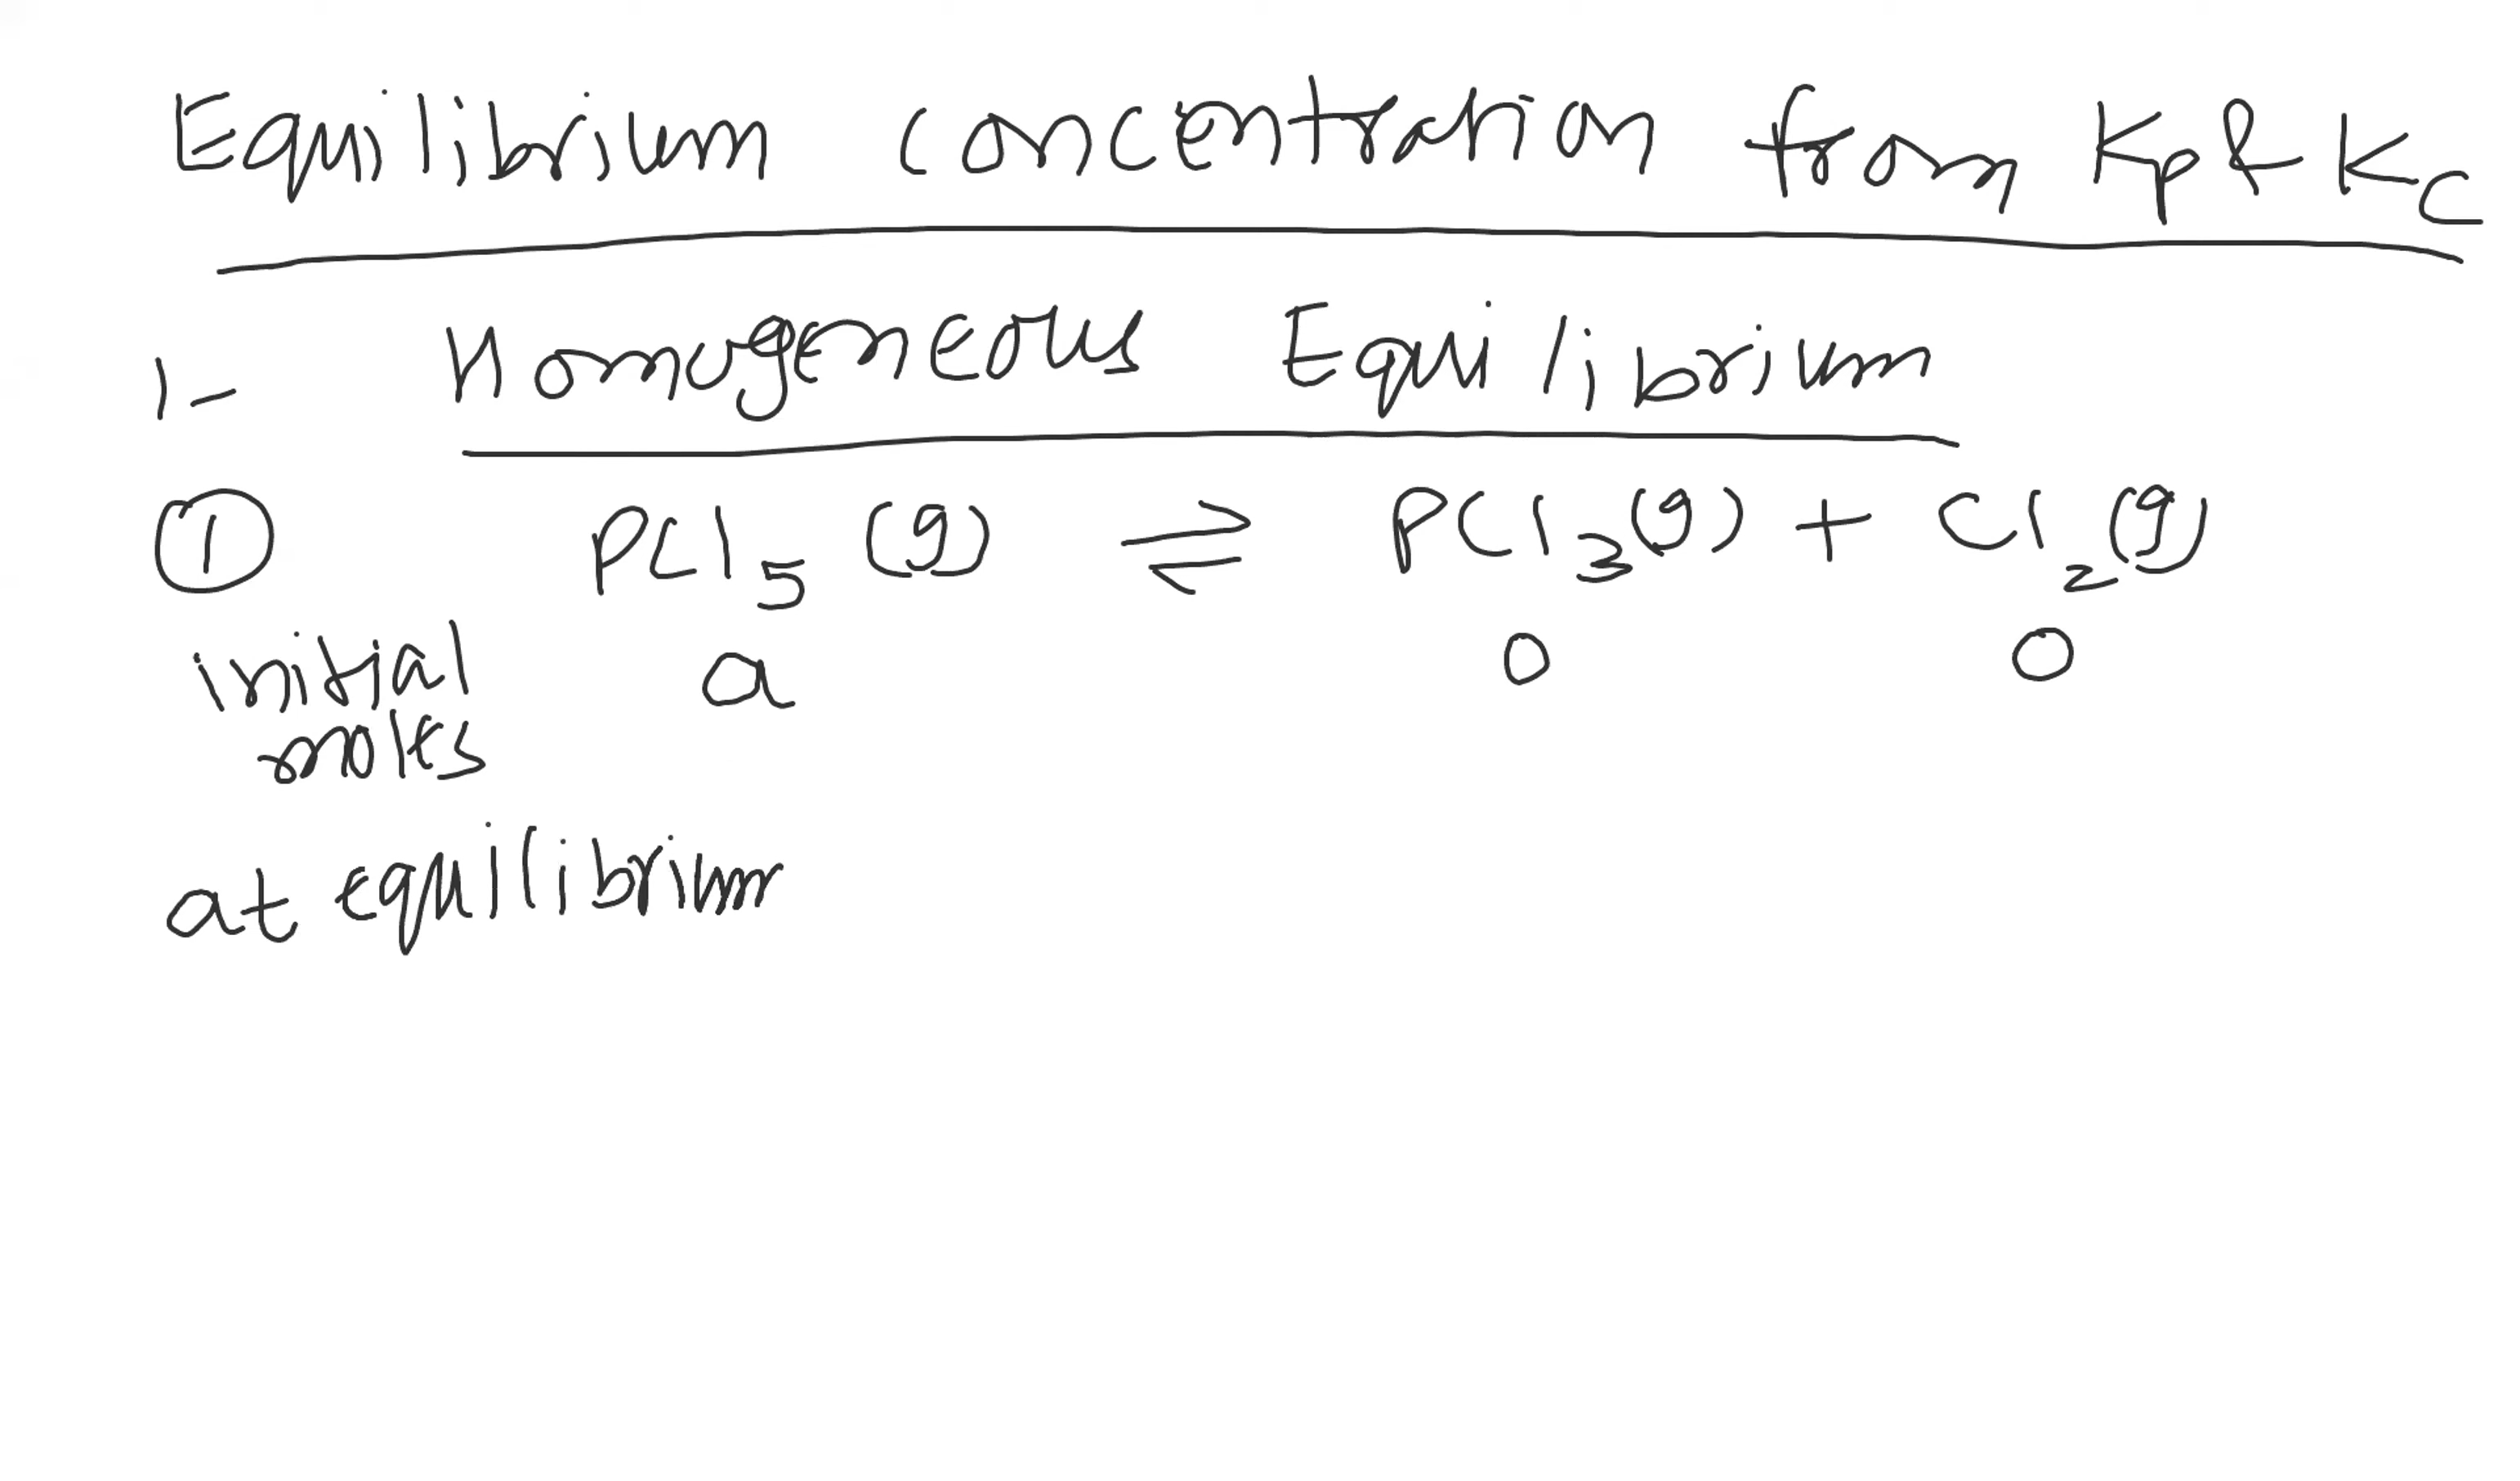 Equilibrium concentration from Kp & Kc
1- Homogeneous Equilibrium
① PCl₅ (g) ⇌ PCl₃(g) + Cl₂(g)
initial a 0 0
moles
at equilibrium